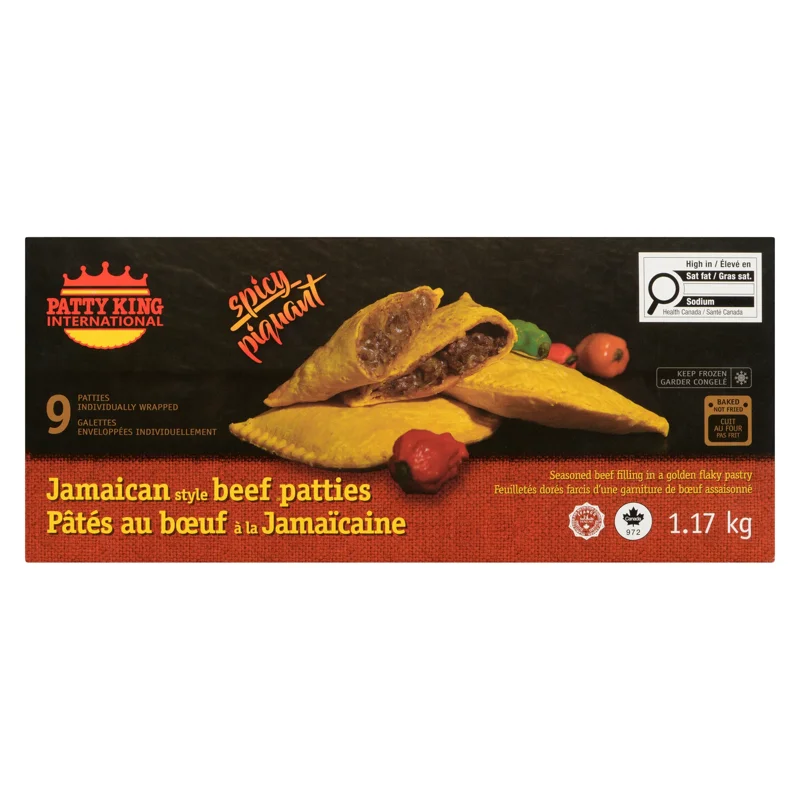 PATTY KING
INTERNATIONAL
spicy
piquant
High in / Élevé en
Sat fat / Gras sat.
Sodium
Health Canada / Santé Canada
9
PATTIES
INDIVIDUALLY WRAPPED
GALETTES
ENVELOPPÉES INDIVIDUELLEMENT
KEEP FROZEN
GARDER CONGELÉ
BAKED
NOT FRIED
CUIT
AU FOUR
PAS FRIT
Jamaican style beef patties
Pâtés au bœuf à la Jamaïcaine
Seasoned beef filling in a golden flaky pastry
Feuilletés dorés farcis d'une garniture de bœuf assaisonné
Canada
972
1.17 kg